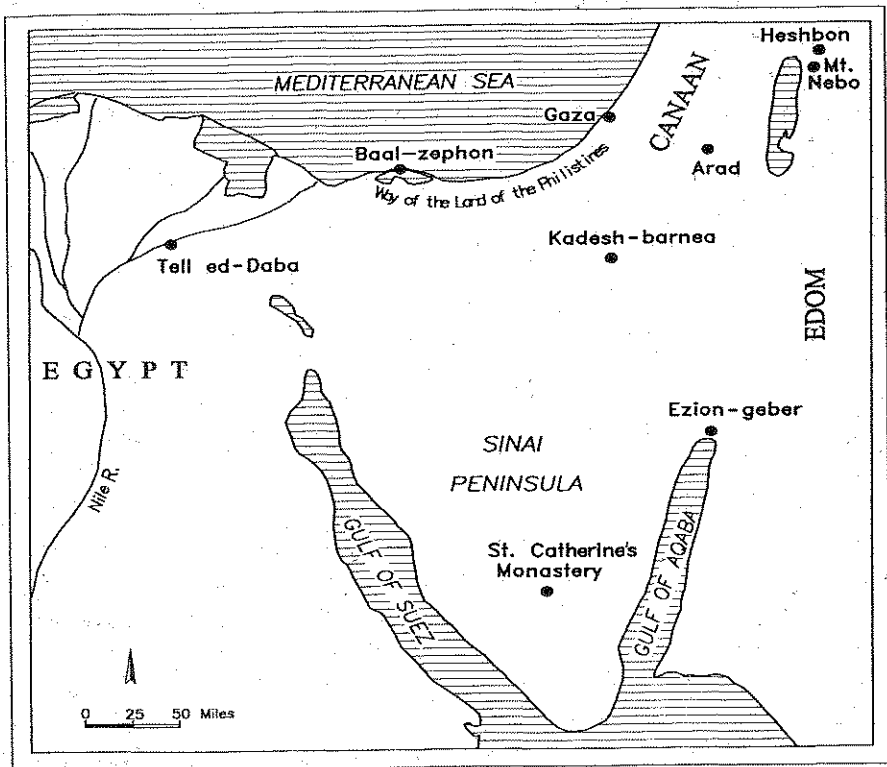 Heshbon
Mt.
Nebo
MEDITERRANEAN SEA
CANAAN
Gaza
Baal-zephon
Arad
Way of the Land of the Philistines
Kadesh-barnea
Tell ed-Daba
EDOM
EGYPT
Ezion-geber
SINAI
PENINSULA
Nile R.
GULF OF SUEZ
St. Catherine's
Monastery
GULF OF AQABA
0 25 50 Miles